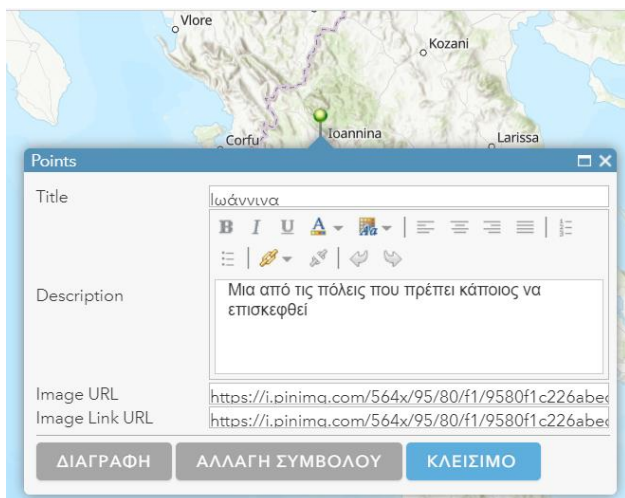 Vlore
Kozani
Ioannina
Corfu
Larissa
Points
Title
Ιωάννινα
B I U
Description
Μια από τις πόλεις που πρέπει κάποιος να
επισκεφθεί
Image URL
https://i.pinimg.com/564x/95/80/f1/9580f1c226abec
Image Link URL
https://i.pinimg.com/564x/95/80/f1/9580f1c226abec
ΔΙΑΓΡΑΦΗ
ΑΛΛΑΓΗ ΣΥΜΒΟΛΟΥ
ΚΛΕΙΣΙΜΟ